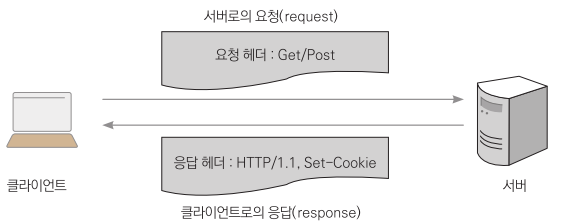 서버로의 요청(request)
요청 헤더 : Get/Post
응답 헤더 : HTTP/1.1, Set-Cookie
클라이언트
서버
클라이언트로의 응답(response)